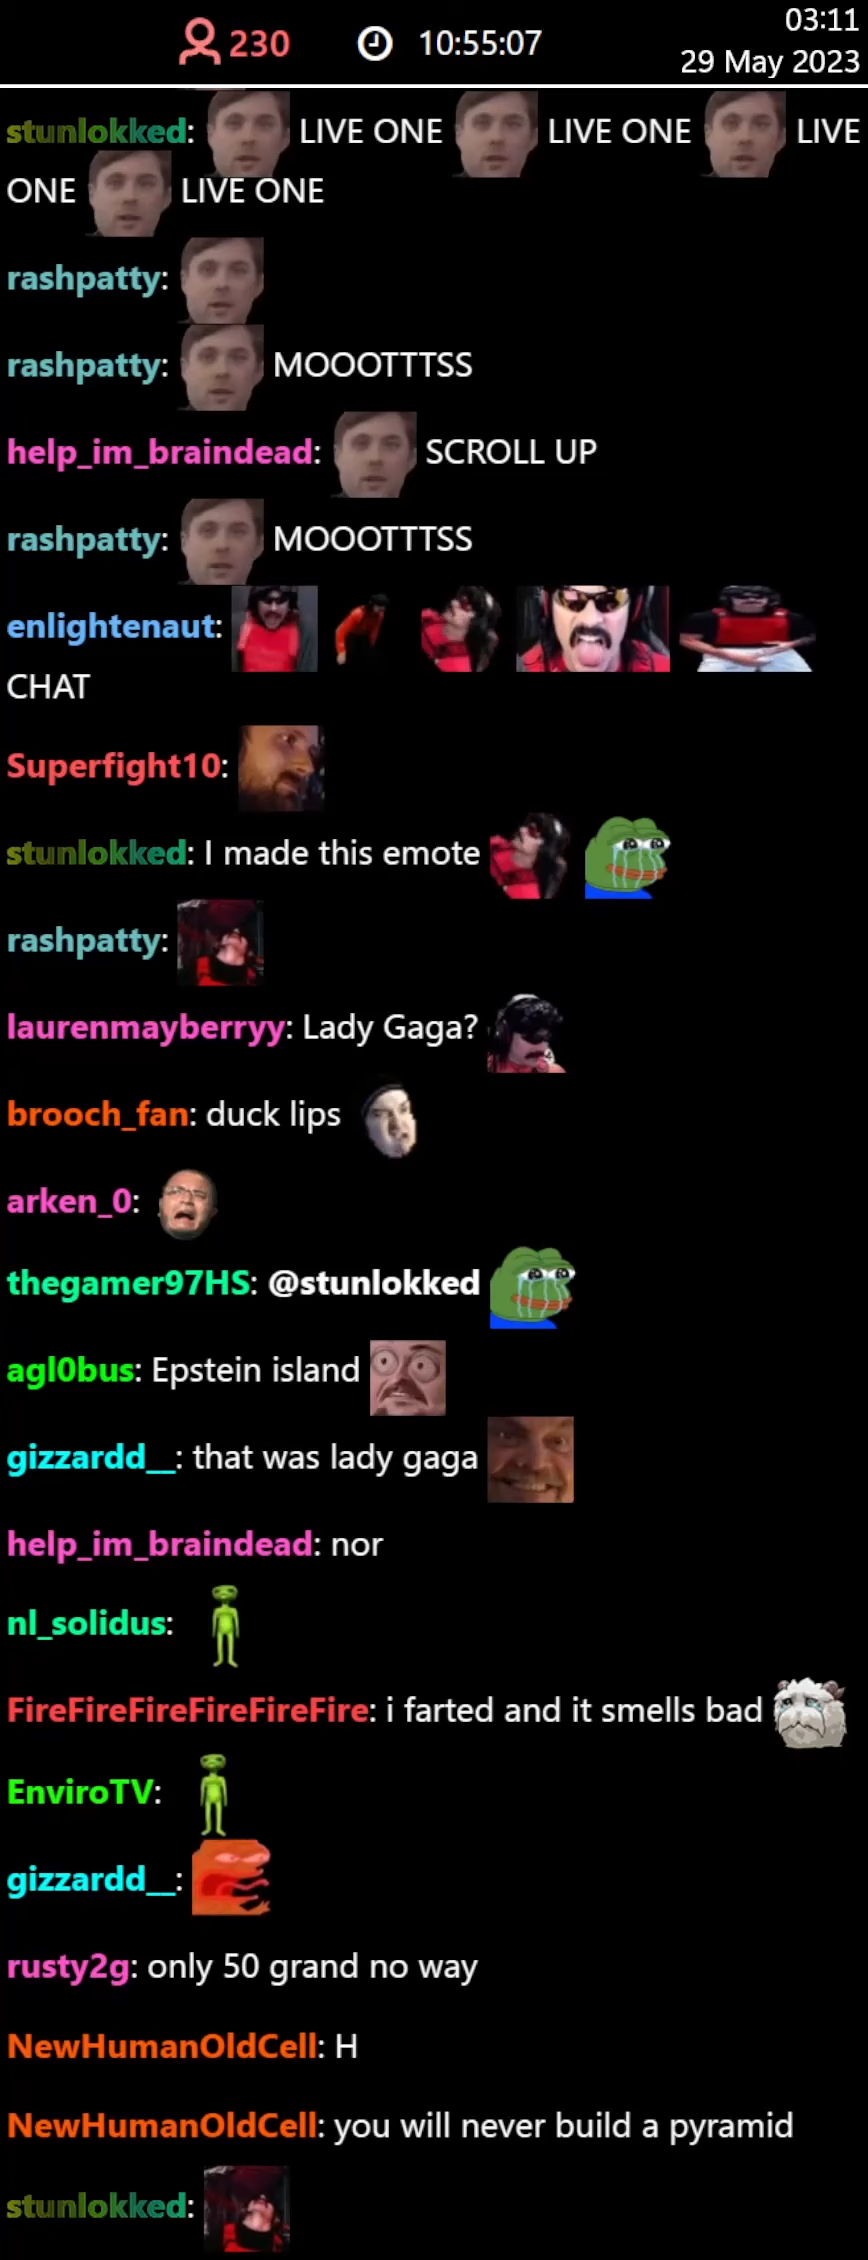 03:11
230 10:55:07
29 May 2023
stunlokked: LIVE ONE LIVE ONE LIVE
ONE LIVE ONE
rashpatty:
rashpatty: MOOOTTTSS
help_im_braindead: SCROLL UP
rashpatty: MOOOTTTSS
enlightenaut:
CHAT
Superfight10:
stunlokked: I made this emote
rashpatty:
laurenmayberryy: Lady Gaga?
brooch_fan: duck lips
arken_0:
thegamer97HS: @stunlokked
agl0bus: Epstein island
gizzardd__: that was lady gaga
help_im_braindead: nor
nl_solidus:
FireFireFireFireFireFire: i farted and it smells bad
EnviroTV:
gizzardd__:
rusty2g: only 50 grand no way
NewHumanOldCell: H
NewHumanOldCell: you will never build a pyramid
stunlokked: